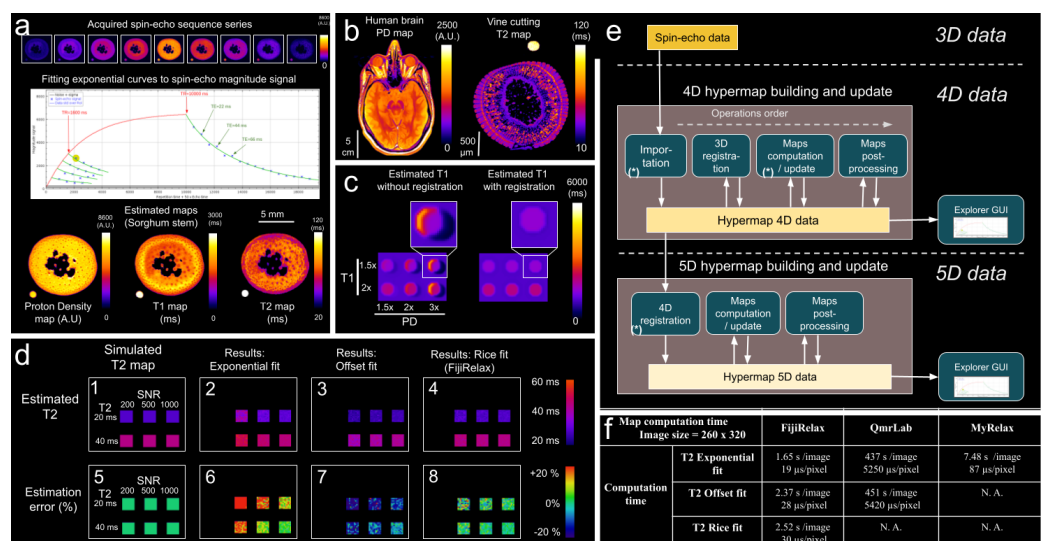 a
Acquired spin-echo sequence series
8600
(A.U.)
0
Fitting exponential curves to spin-echo magnitude signal
TR=10000 ms
TE=12 ms
TE=48 ms
Estimated maps
(Sorghum stem)
8600
(A.U.)
3000
(ms)
5 mm
120
(ms)
Proton Density
map (A.U)
0
T1 map
(ms)
0
T2 map
(ms)
20
b
Human brain
PD map
2500
(A.U.)
Vine cutting
T2 map
120
(ms)
5
cm
0
500
µm
10
c
Estimated T1
without registration
Estimated T1
with registration
6000
(ms)
T1
1.5x
2x
1.5x
2x
3x
PD
0
d
Simulated
T2 map
Results:
Exponential fit
Results:
Offset fit
Results: Rice fit
(FijiRelax)
Estimated
T2
1
SNR
T2
200
500
1000
20 ms
40 ms
2
3
4
60 ms
40 ms
20 ms
Estimation
error (%)
5
SNR
T2
200
500
1000
20 ms
40 ms
6
7
8
+20 %
0%
-20 %
e
Spin-echo data
3D data
4D hypermap building and update
4D data
Operations order
Impor-
tation
(*)
3D
registra-
tion
Maps
computation
/ update
(*)
Maps
post-
processing
Hypermap 4D data
Explorer GUI
5D hypermap building and update
5D data
4D
registration
(*)
Maps
computation
/ update
Maps
post-
processing
Hypermap 5D data
Explorer GUI
f
Map computation time
Image size = 260 x 320
FijiRelax
QmrLab
MyRelax
Computation
time
T2 Exponential
fit
1.65 s/image
19 µs/pixel
437 s/image
5250 µs/pixel
7.48 s /image
87 µs/pixel
T2 Offset fit
2.37 s/image
28 µs/pixel
451 s/image
5420 µs/pixel
N. A.
T2 Rice fit
2.52 s/image
30 µs/pixel
N. A.
N. A.